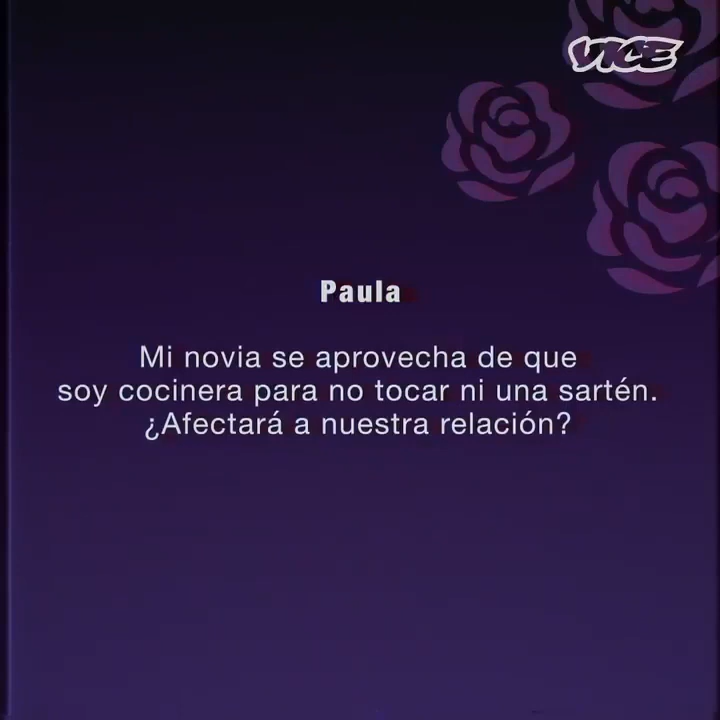 VICE
Paula
Mi novia se aprovecha de que
soy cocinera para no tocar ni una sartén.
¿Afectará a nuestra relación?